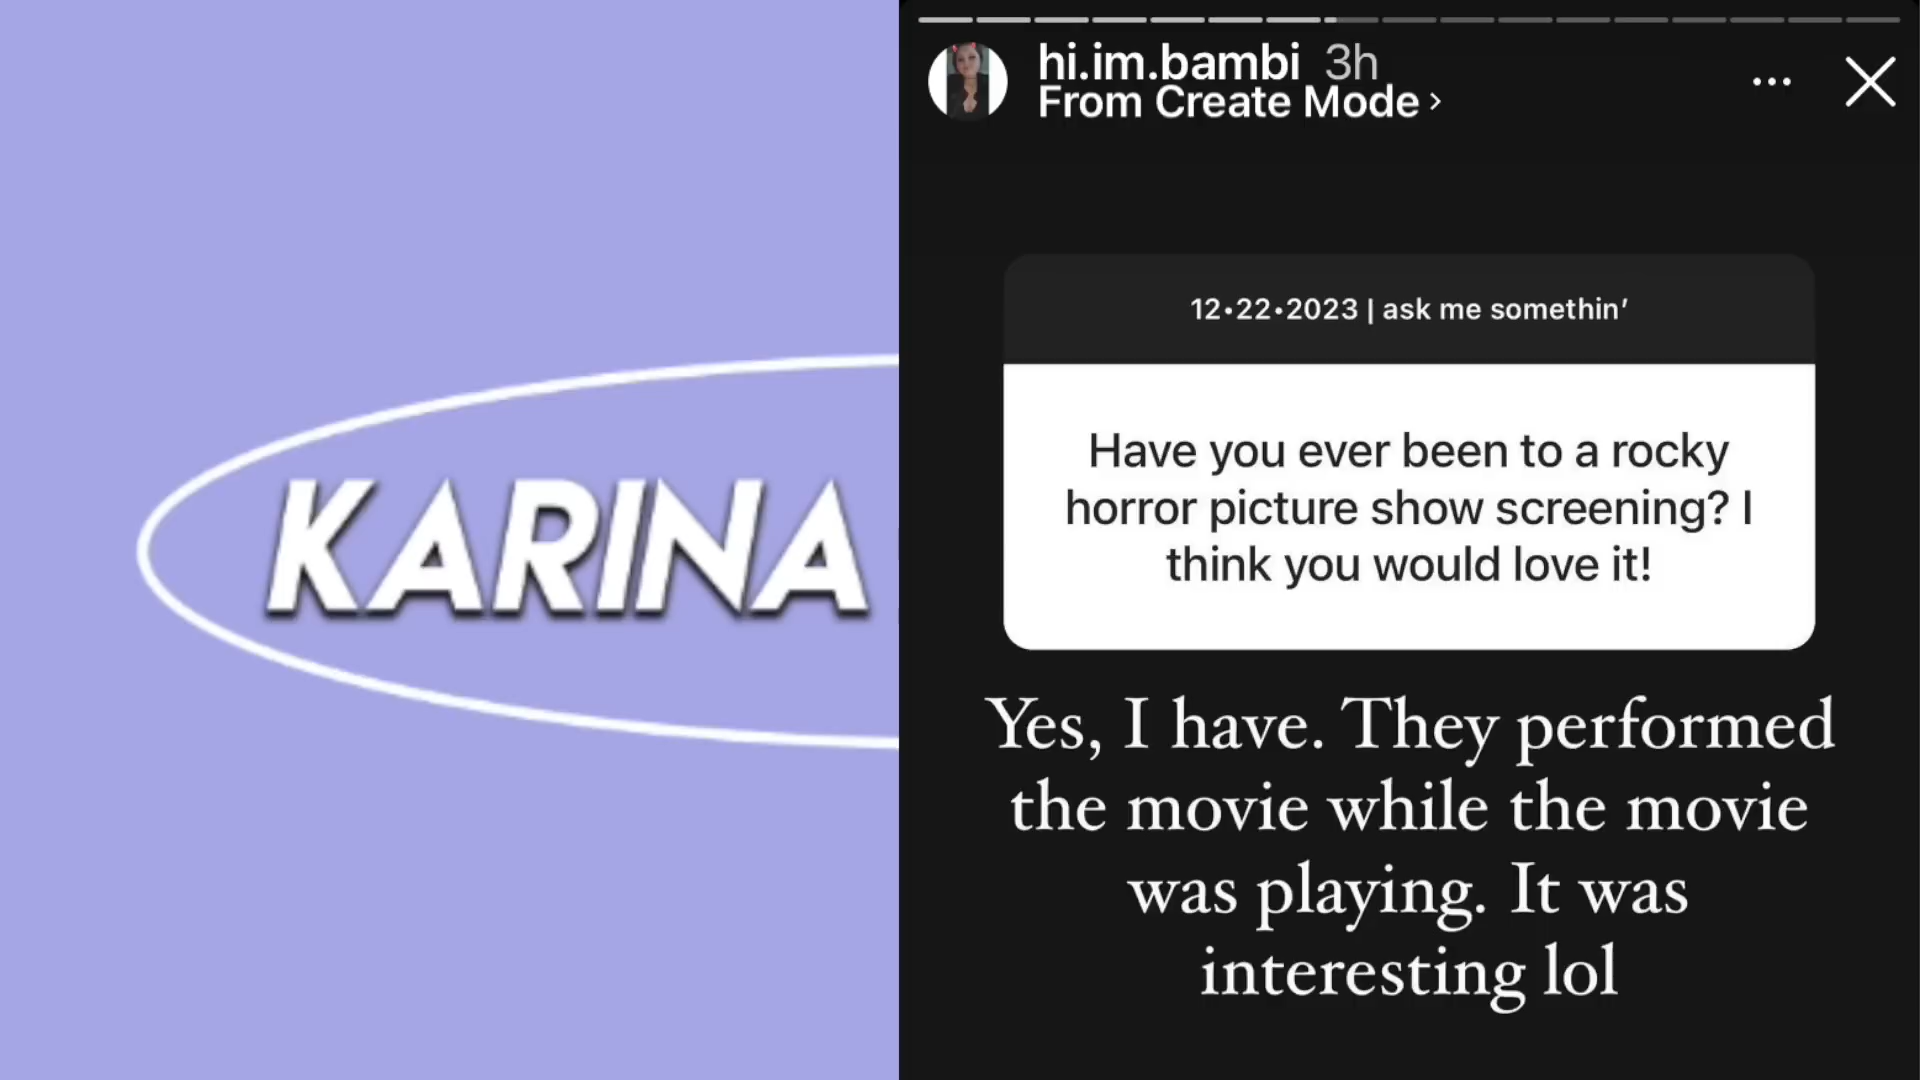 KARINA
hi.im.bambi 3h
From Create Mode ›
12•22•2023 | ask me somethin’
Have you ever been to a rocky
horror picture show screening? I
think you would love it!
Yes, I have. They performed
the movie while the movie
was playing. It was
interesting lol